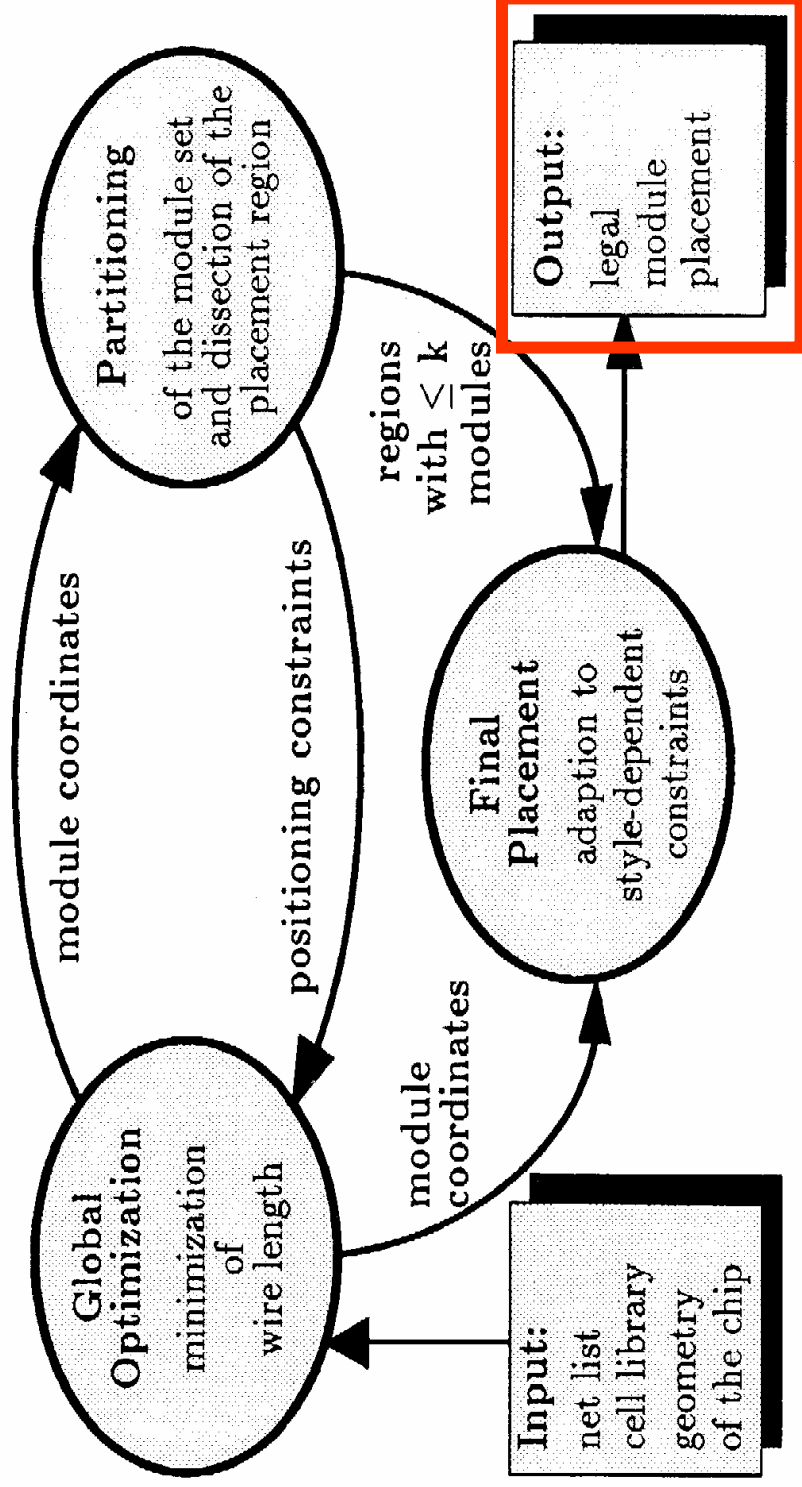 Global
Optimization
minimization
of
wire length
module coordinates
positioning constraints
Partitioning
of the module set
and dissection of the
placement region
module
coordinates
regions
with ≤ k
modules
Final
Placement
adaption to
style-dependent
constraints
Input:
net list
cell library
geometry
of the chip
Output:
legal
module
placement